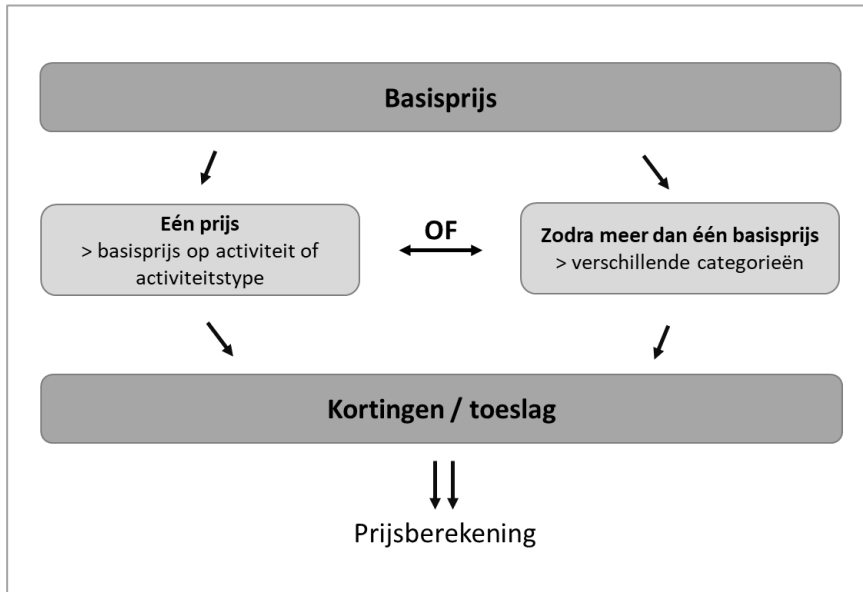 Basisprijs
Eén prijs
> basisprijs op activiteit of
activiteitstype
OF
Zodra meer dan één basisprijs
> verschillende categorieën
Kortingen / toeslag
Prijsberekening